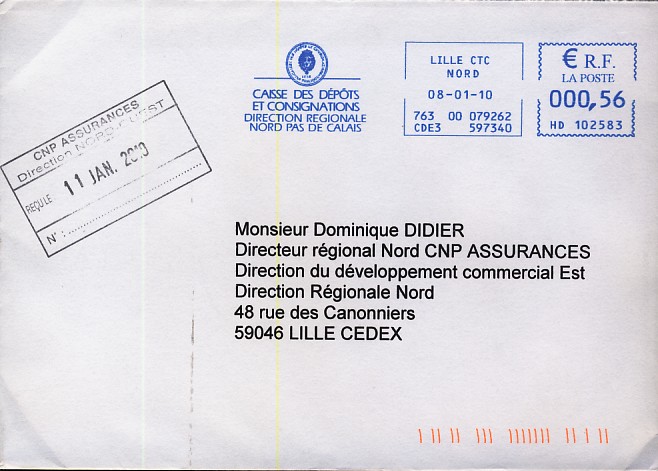 CAISSE DES DÉPÔTS
ET CONSIGNATIONS
DIRECTION REGIONALE
NORD PAS DE CALAIS
LILLE CTC
NORD
08-01-10
763 00 079262
CDE3 597340
€ R.F.
LA POSTE
000,56
HD 102583
CNP ASSURANCES
Direction NORD-OUEST
REÇU LE 11 JAN. 2010
N° :
Monsieur Dominique DIDIER
Directeur régional Nord CNP ASSURANCES
Direction du développement commercial Est
Direction Régionale Nord
48 rue des Canonniers
59046 LILLE CEDEX